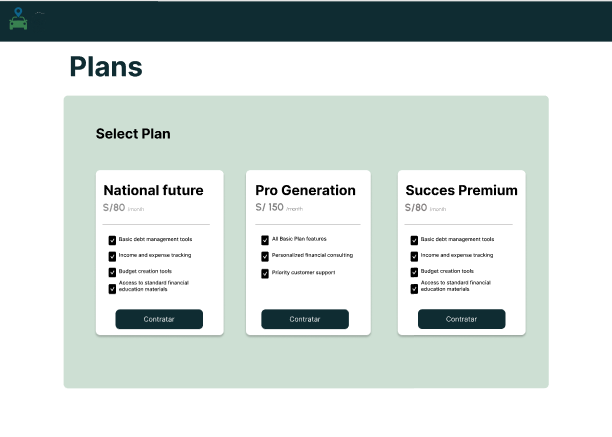 Plans
Select Plan
National future
S/80 /month
Basic debt management tools
Income and expense tracking
Budget creation tools
Access to standard financial
education materials
Contratar
Pro Generation
S/ 150 /month
All Basic Plan features
Personalized financial consulting
Priority customer support
Contratar
Succes Premium
S/80 /month
Basic debt management tools
Income and expense tracking
Budget creation tools
Access to standard financial
education materials
Contratar